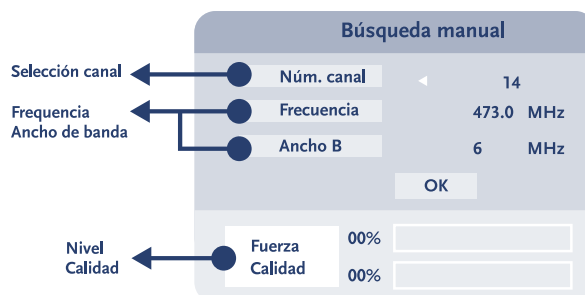 Búsqueda manual
Selección canal
Núm. canal
14
Frequencia
Ancho de banda
Frecuencia
473.0 MHz
Ancho B
6 MHz
OK
Nivel
Calidad
Fuerza
Calidad
00%
00%